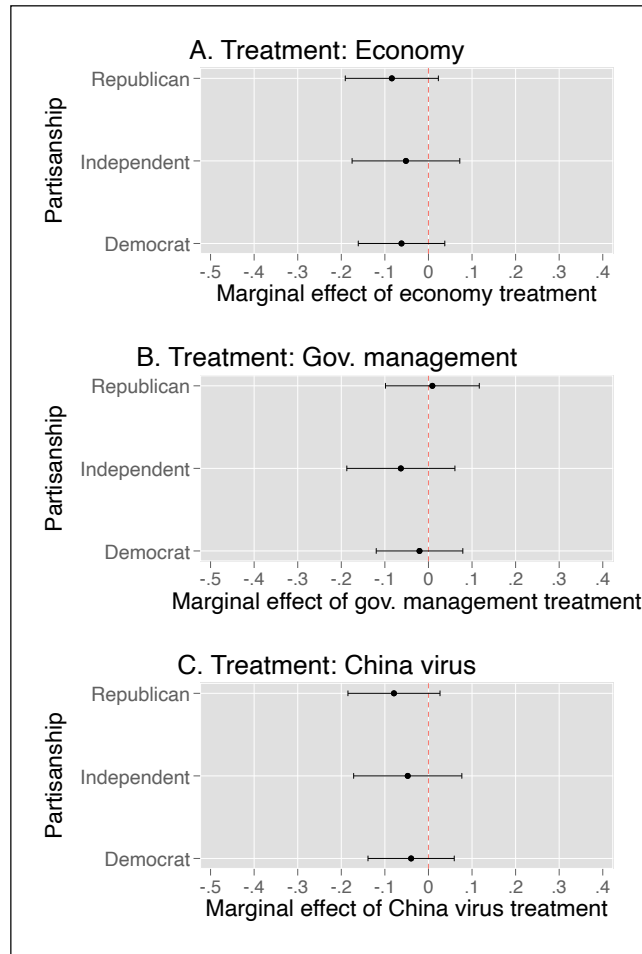 A. Treatment: Economy
Partisanship
Republican
Independent
Democrat
-.5 -.4 -.3 -.2 -.1 0 .1 .2 .3 .4
Marginal effect of economy treatment
B. Treatment: Gov. management
Partisanship
Republican
Independent
Democrat
-.5 -.4 -.3 -.2 -.1 0 .1 .2 .3 .4
Marginal effect of gov. management treatment
C. Treatment: China virus
Partisanship
Republican
Independent
Democrat
-.5 -.4 -.3 -.2 -.1 0 .1 .2 .3 .4
Marginal effect of China virus treatment